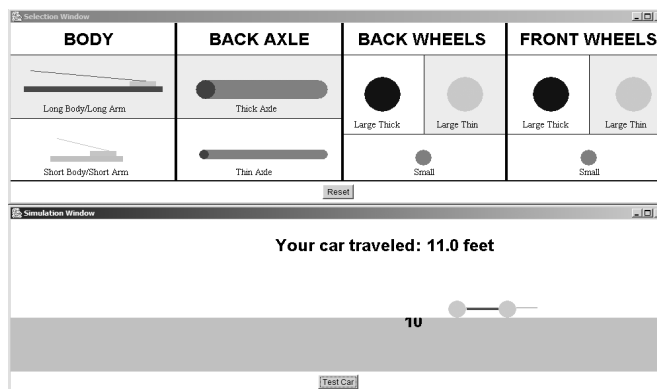 Selection Window
BODY BACK AXLE BACK WHEELS FRONT WHEELS
Long Body/Long Arm Thick Axle Large Thick Large Thin Large Thick Large Thin
Short Body/Short Arm Thin Axle Small Small
Reset
Simulation Window
Your car traveled: 11.0 feet
10
Test Car